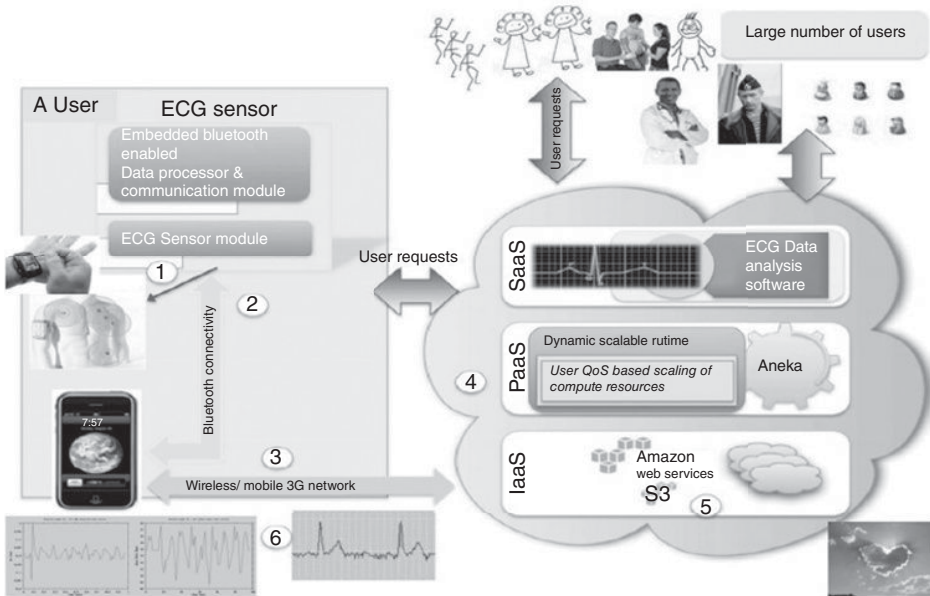 Large number of users
User requests
A User
ECG sensor
Embedded bluetooth
enabled
Data processor &
communication module
ECG Sensor module
1
2
Bluetooth connectivity
User requests
7:57
3
Wireless/ mobile 3G network
4
SaaS
ECG Data
analysis
software
PaaS
Dynamic scalable rutime
User QoS based scaling of
compute resources
Aneka
IaaS
Amazon
web services
S3
5
6